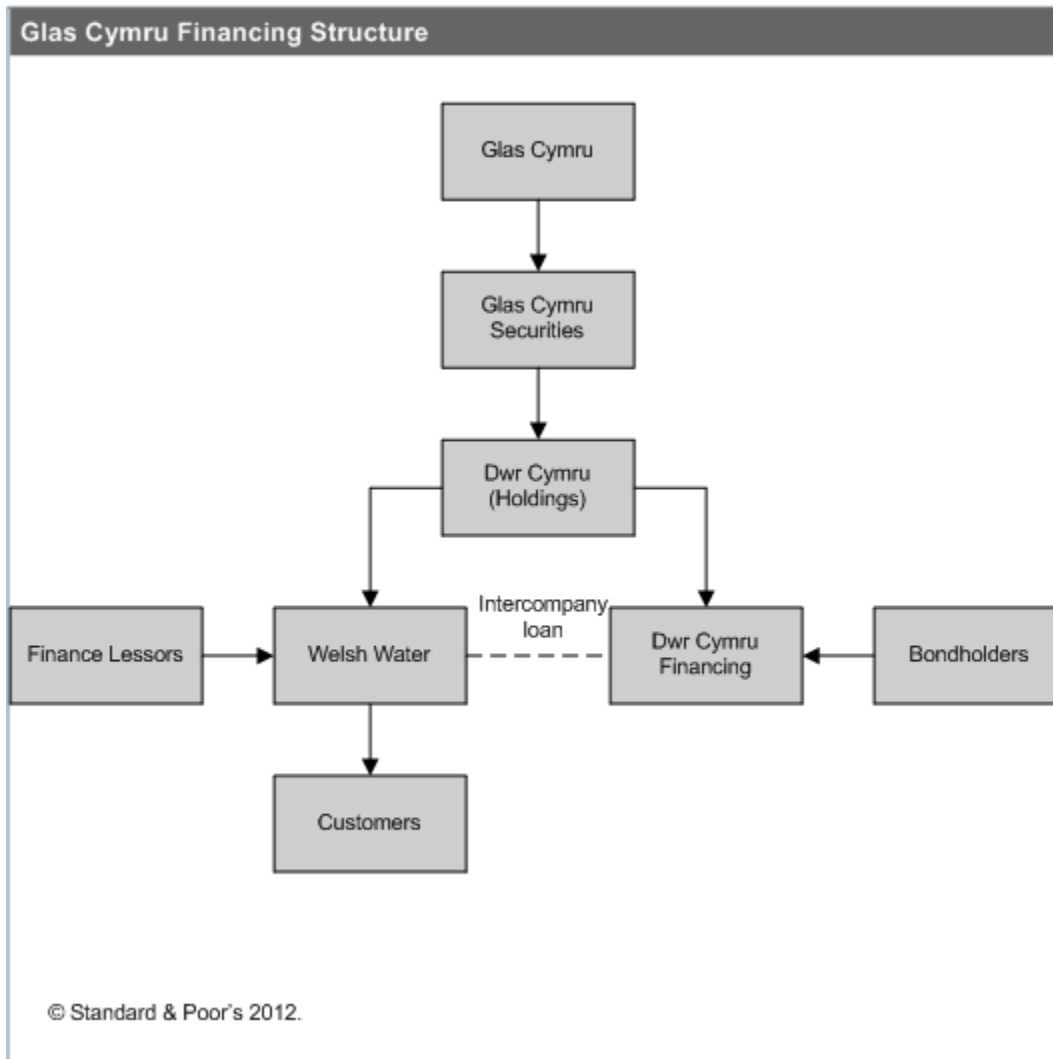 Glas Cymru Financing Structure
Glas Cymru
Glas Cymru
Securities
Dwr Cymru
(Holdings)
Finance Lessors
Welsh Water
Intercompany
loan
Dwr Cymru
Financing
Bondholders
Customers
© Standard & Poor's 2012.